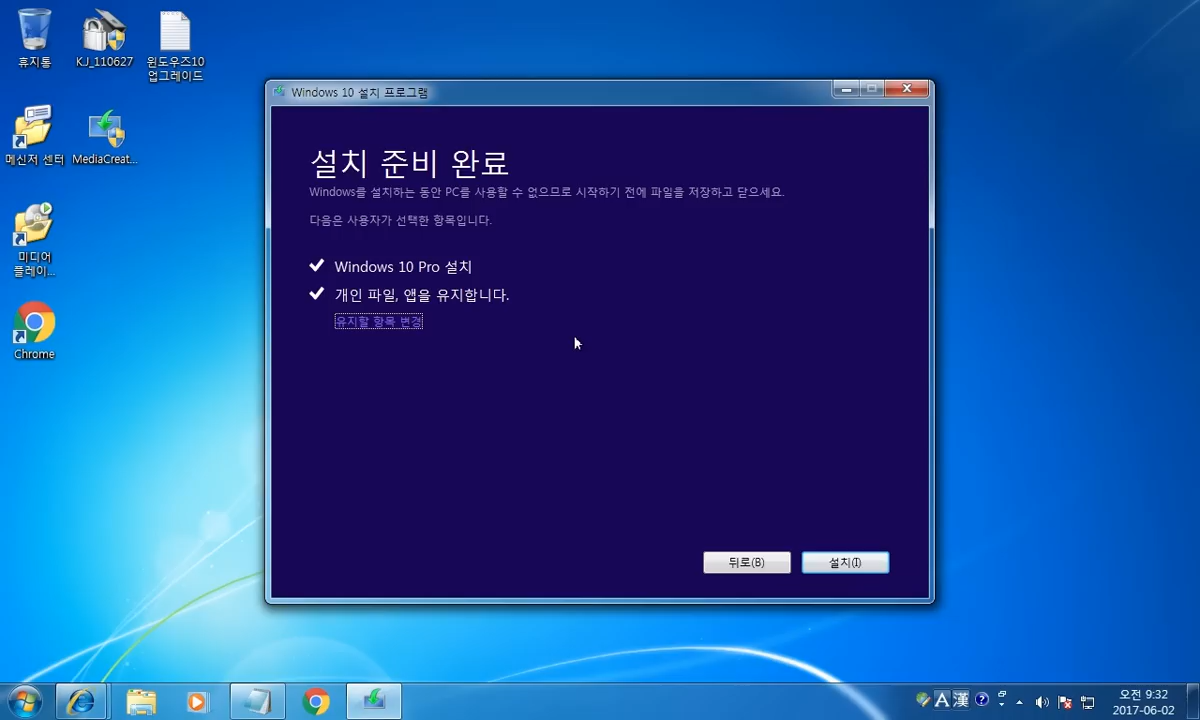 휴지통
KJ_110627
윈도우즈10
업그레이드
메신저 센터
MediaCreat...
미디어
플레이...
Chrome
Windows 10 설치 프로그램
설치 준비 완료
Windows를 설치하는 동안 PC를 사용할 수 없으므로 시작하기 전에 파일을 저장하고 닫으세요.
다음은 사용자가 선택한 항목입니다.
Windows 10 Pro 설치
개인 파일, 앱을 유지합니다.
유지할 항목 변경
뒤로(B)
설치(I)
A 漢
오전 9:32
2017-06-02